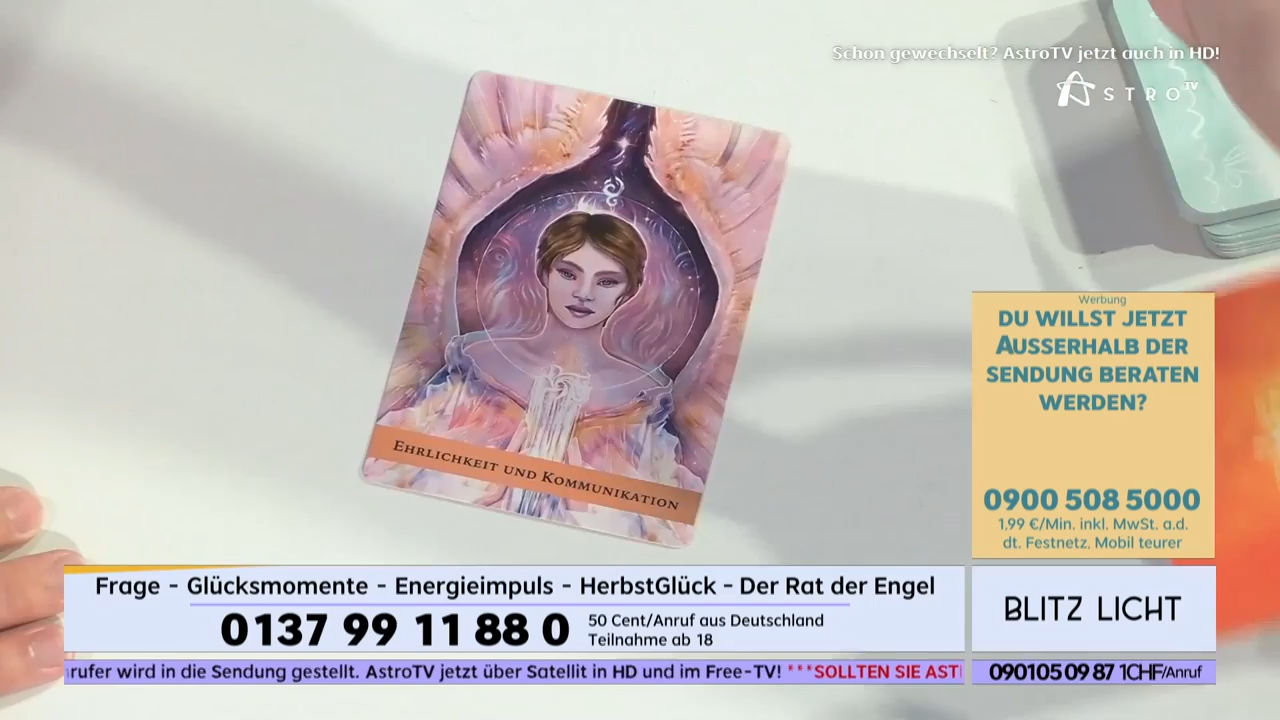 Schon gewechselt? AstroTV jetzt auch in HD!
ASTRO TV
EHRLICHKEIT UND KOMMUNIKATION
Werbung
DU WILLST JETZT
AUSSERHALB DER
SENDUNG BERATEN
WERDEN?
0900 508 5000
1,99 €/Min. inkl. MwSt. a.d.
dt. Festnetz. Mobil teurer
Frage - Glücksmomente - Energieimpuls - HerbstGlück - Der Rat der Engel
0137 99 11 88 0
50 Cent/Anruf aus Deutschland
Teilnahme ab 18
BLITZ LICHT
wird in die Sendung gestellt. AstroTV jetzt über Satellit in HD und im Free-TV! ***SOLLTEN SIE
090105 09 87 1CHF/Anruf